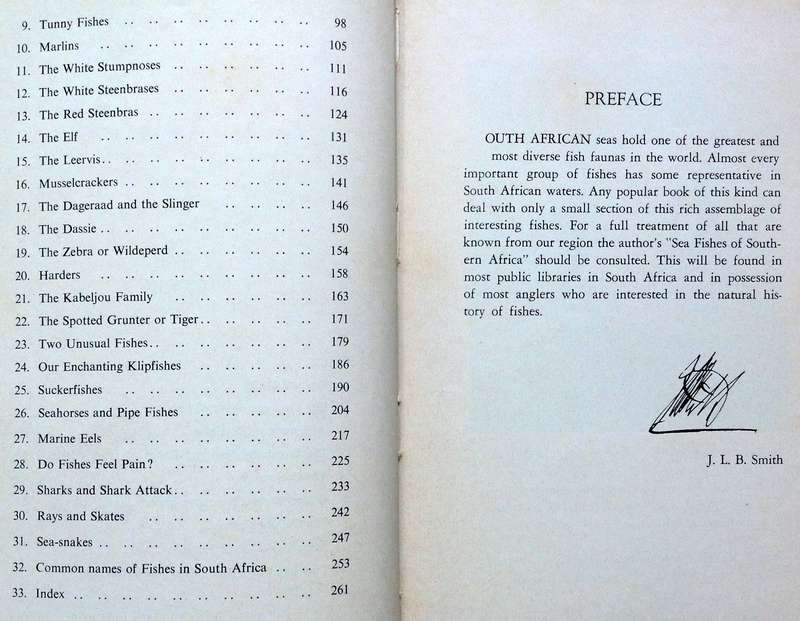 9. Tunny Fishes .. .. .. .. .. .. .. .. 98
10. Marlins .. .. .. .. .. .. .. .. .. 105
11. The White Stumpnoses .. .. .. .. .. .. 111
12. The White Steenbrases .. .. .. .. .. .. 116
13. The Red Steenbras .. .. .. .. .. .. .. 124
14. The Elf .. .. .. .. .. .. .. .. .. 131
15. The Leervis .. .. .. .. .. .. .. .. .. 135
16. Musselcrackers .. .. .. .. .. .. .. .. 141
17. The Dageraad and the Slinger .. .. .. .. 146
18. The Dassie .. .. .. .. .. .. .. .. .. 150
19. The Zebra or Wildeperd .. .. .. .. .. .. 154
20. Harders .. .. .. .. .. .. .. .. .. 158
21. The Kabeljou Family .. .. .. .. .. .. 163
22. The Spotted Grunter or Tiger .. .. .. .. .. 171
23. Two Unusual Fishes .. .. .. .. .. .. .. 179
24. Our Enchanting Klipfishes .. .. .. .. .. 186
25. Suckerfishes .. .. .. .. .. .. .. .. 190
26. Seahorses and Pipe Fishes .. .. .. .. .. 204
27. Marine Eels .. .. .. .. .. .. .. .. 217
28. Do Fishes Feel Pain? .. .. .. .. .. .. 225
29. Sharks and Shark Attack .. .. .. .. .. .. 233
30. Rays and Skates .. .. .. .. .. .. .. 242
31. Sea-snakes .. .. .. .. .. .. .. .. .. 247
32. Common names of Fishes in South Africa .. .. 253
33. Index .. .. .. .. .. .. .. .. .. .. 261
PREFACE
OUTH AFRICAN seas hold one of the greatest and
most diverse fish faunas in the world. Almost every
important group of fishes has some representative in
South African waters. Any popular book of this kind can
deal with only a small section of this rich assemblage of
interesting fishes. For a full treatment of all that are
known from our region the author's "Sea Fishes of South-
ern Africa" should be consulted. This will be found in
most public libraries in South Africa and in possession
of most anglers who are interested in the natural his-
tory of fishes.
J. L. B. Smith